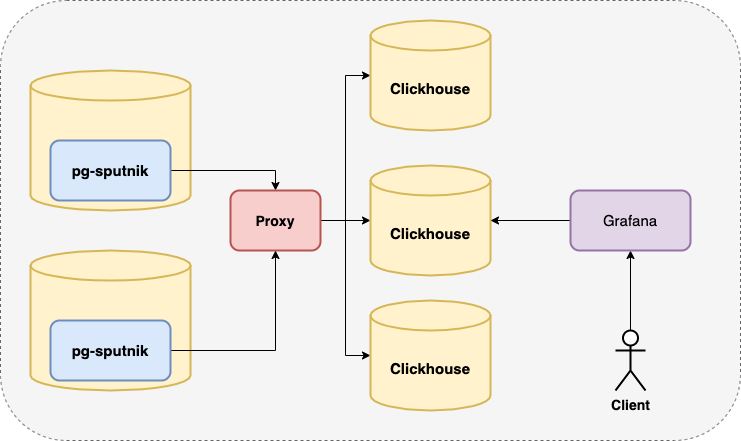 Clickhouse
pg-sputnik
Proxy
Clickhouse
Grafana
pg-sputnik
Clickhouse
Client